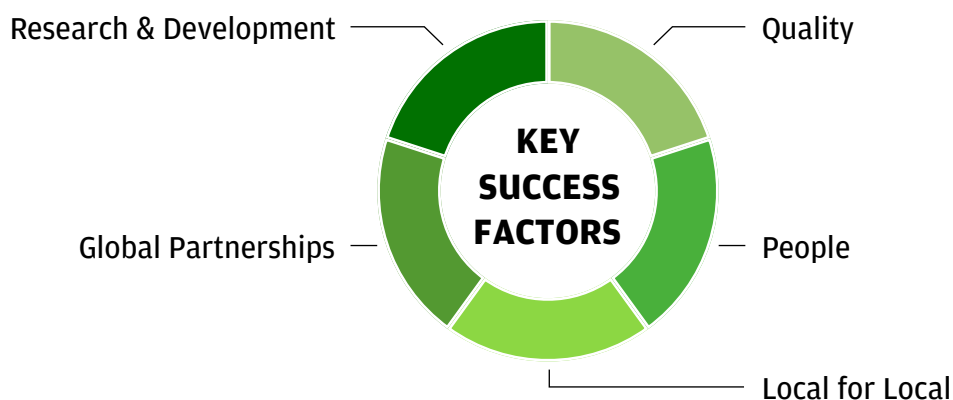 Research & Development
Quality
KEY
SUCCESS
FACTORS
Global Partnerships
People
Local for Local